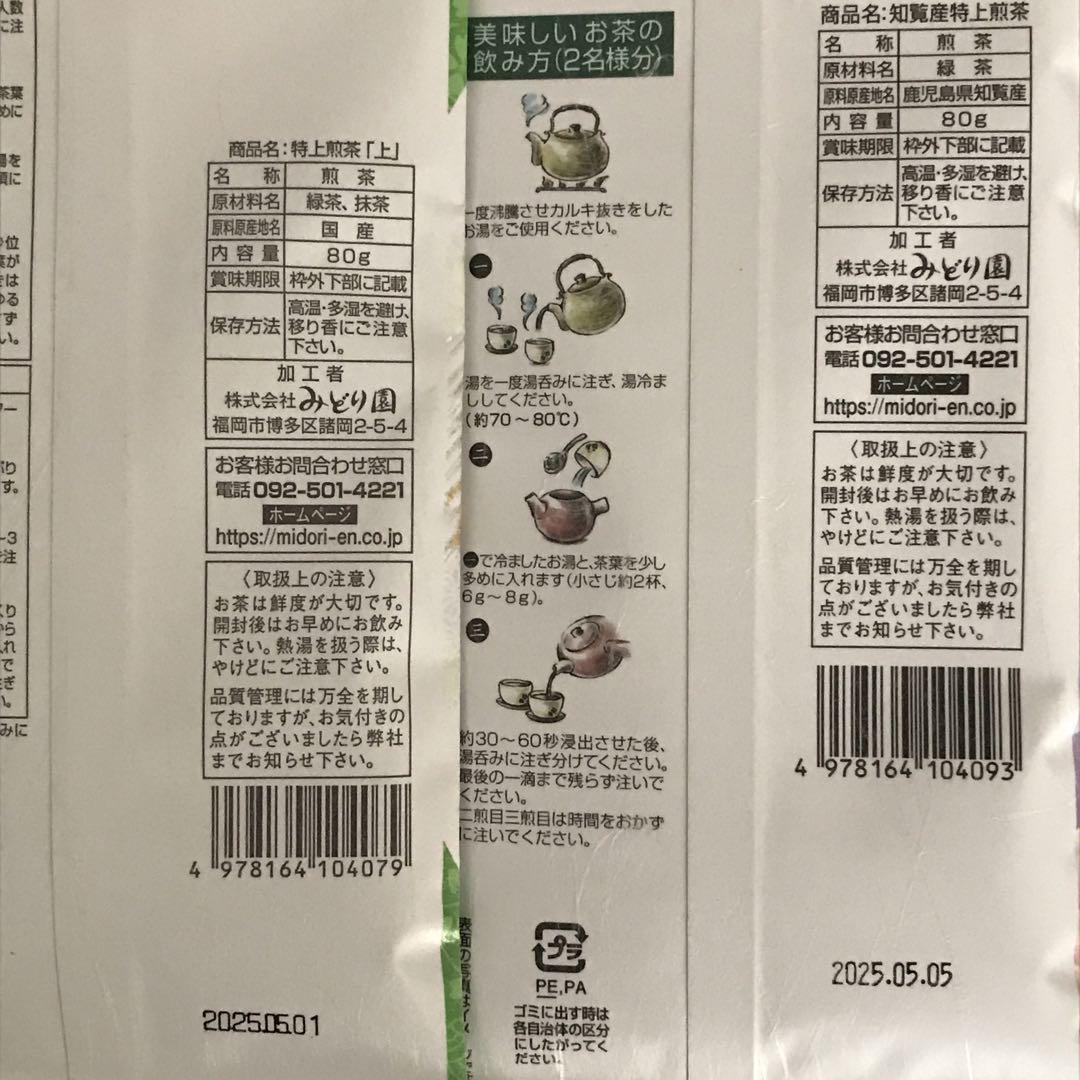 商品名:特上煎茶「上」
名 称 煎 茶
原材料名 緑茶、抹茶
原料原産地名 国 産
内容量 80g
賞味期限 枠外下部に記載
保存方法 高温・多湿を避け、
移り香にご注意
下さい。
加工者
株式会社 みどり園
福岡市博多区諸岡2-5-4
お客様お問合わせ窓口
電話092-501-4221
ホームページ
https://midori-en.co.jp
〈取扱上の注意〉
お茶は鮮度が大切です。
開封後はお早めにお飲み
下さい。熱湯を扱う際は、
やけどにご注意下さい。
品質管理には万全を期し
ておりますが、お気付きの
点がございましたら弊社
までお知らせ下さい。
4 978164 104079
2025.05.01
美味しいお茶の
飲み方(2名様分)
一度沸騰させカルキ抜きをした
お湯をご使用ください。
一
湯を一度湯呑みに注ぎ、湯冷ま
ししてください。
(約70～80℃)
二
一で冷ましたお湯と、茶葉を少し
多めに入れます(小さじ約2杯、
6g～8g)。
三
約30～60秒浸出させた後、
湯呑みに注ぎ分けてください。
最後の一滴まで残らず注いで
ください。
二煎目三煎目は時間をおかず
に注いでください。
表面の写真はイメ
プラ
PE,PA
ゴミに出す時は
各自治体の区分
にしたがってく
ださい。
商品名:知覧産特上煎茶
名 称 煎 茶
原材料名 緑 茶
原料原産地名 鹿児島県知覧産
内容量 80g
賞味期限 枠外下部に記載
保存方法 高温・多湿を避け、
移り香にご注意
下さい。
加工者
株式会社 みどり園
福岡市博多区諸岡2-5-4
お客様お問合わせ窓口
電話092-501-4221
ホームページ
https://midori-en.co.jp
〈取扱上の注意〉
お茶は鮮度が大切です。
開封後はお早めにお飲み
下さい。熱湯を扱う際は、
やけどにご注意下さい。
品質管理には万全を期し
ておりますが、お気付きの
点がございましたら弊社
までお知らせ下さい。
4 978164 104093
2025.05.05